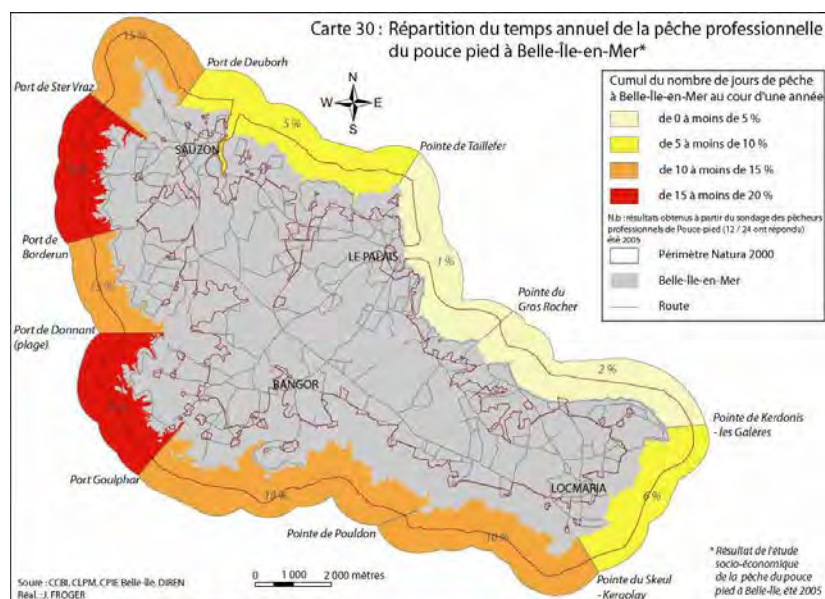 Carte 30 : Répartition du temps annuel de la pêche professionnelle
du pouce pied à Belle-Île-en-Mer*
Cumul du nombre de jours de pêche
à Belle-Île-en-Mer au cour d'une année
de 0 à moins de 5 %
de 5 à moins de 10 %
de 10 à moins de 15 %
de 15 à moins de 20 %
N.b : résultats obtenus à partir du sondage des pêcheurs
professionnels de Pouce-pied (12 / 24 ont répondu)
été 2005
Périmètre Natura 2000
Belle-Île-en-Mer
Route
N
W E
S
Port de Deuborh
Port de Ster Vraz
5 %
Pointe de Taillefer
SAUZON
Port de Borderun
LE PALAIS
1 %
Pointe du
Gros Rocher
Port de Donnant
(plage)
2 %
BANGOR
Pointe de Kerdonis
- les Galères
Port Goulphar
LOCMARIA
6 %
Pointe de Pouldon
10 %
Pointe du Skeul
- Keraplay
0 1 000 2 000 mètres
* Résultat de l'étude
socio-économique
de la pêche du pouce
pied à Belle-Île, été 2005
Soure : CCBI, CLPM, CPIE Belle-Île, DIREN
Réal. : J. FROGER